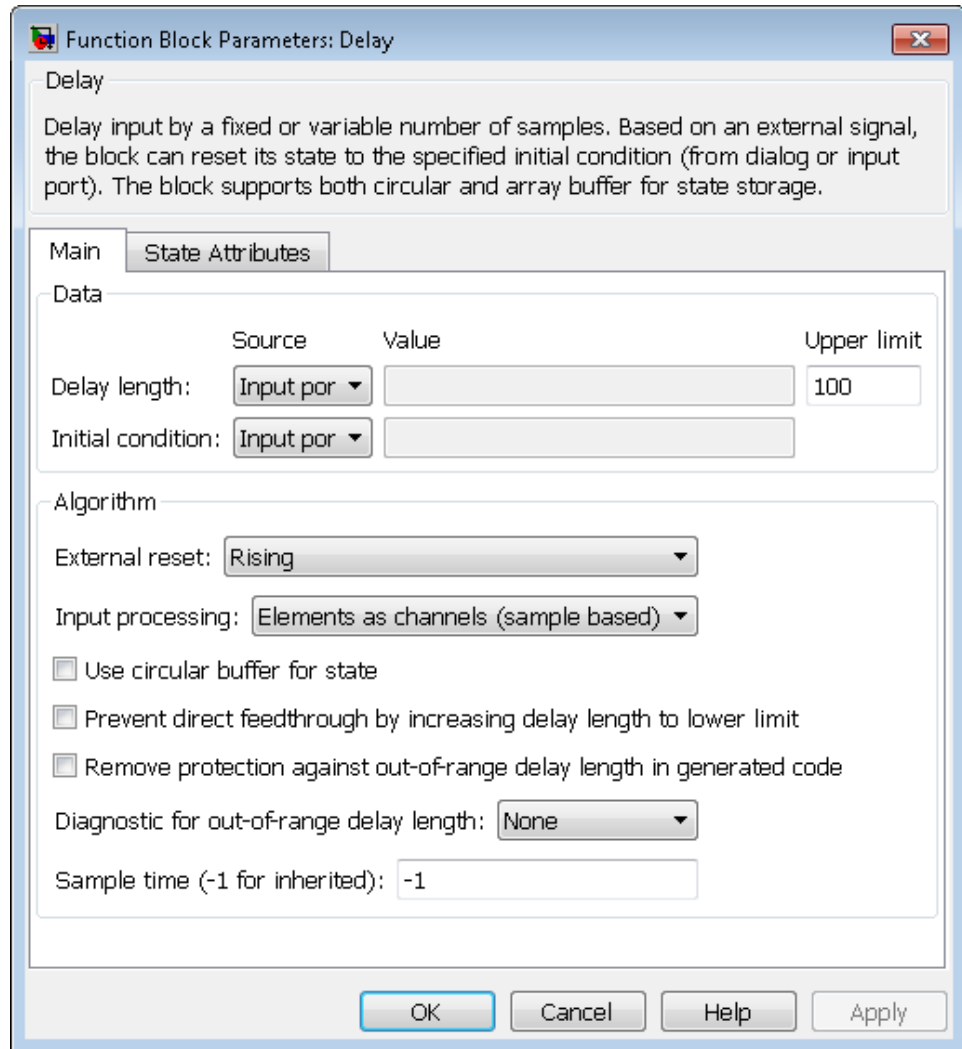 Function Block Parameters: Delay
Delay
Delay input by a fixed or variable number of samples. Based on an external signal,
the block can reset its state to the specified initial condition (from dialog or input
port). The block supports both circular and array buffer for state storage.
Main State Attributes
Data
Source Value Upper limit
Delay length: Input por 100
Initial condition: Input por
Algorithm
External reset: Rising
Input processing: Elements as channels (sample based)
Use circular buffer for state
Prevent direct feedthrough by increasing delay length to lower limit
Remove protection against out-of-range delay length in generated code
Diagnostic for out-of-range delay length: None
Sample time (-1 for inherited): -1
OK Cancel Help Apply